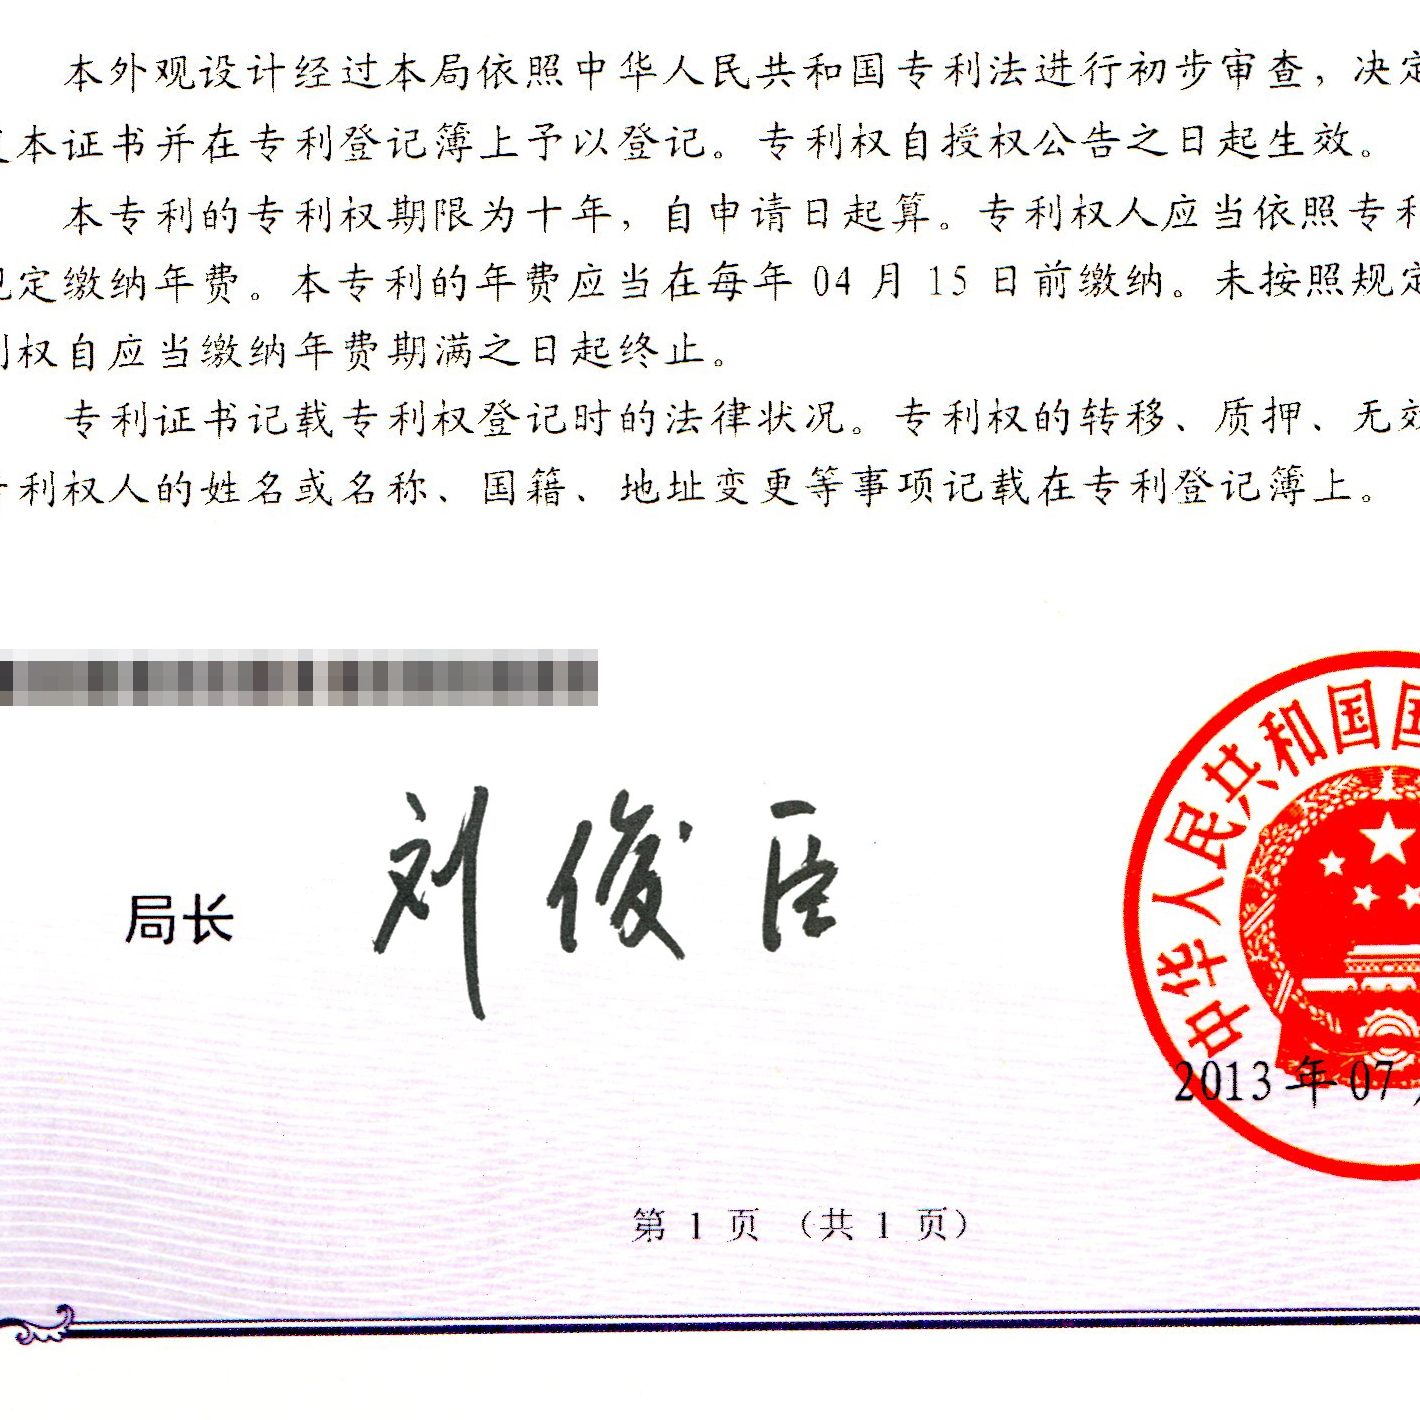 本外观设计经过本局依照中华人民共和国专利法进行初步审查，决定
本证书并在专利登记簿上予以登记。专利权自授权公告之日起生效。
本专利的专利权期限为十年，自申请日起算。专利权人应当依照专利
规定缴纳年费。本专利的年费应当在每年 04 月 15 日前缴纳。未按照规定
利权自应当缴纳年费期满之日起终止。
专利证书记载专利权登记时的法律状况。专利权的转移、质押、无效
专利权人的姓名或名称、国籍、地址变更等事项记载在专利登记簿上。
中华人民共和国国
局长 刘俊臣
2013 年 07
第 1 页 （共 1 页）